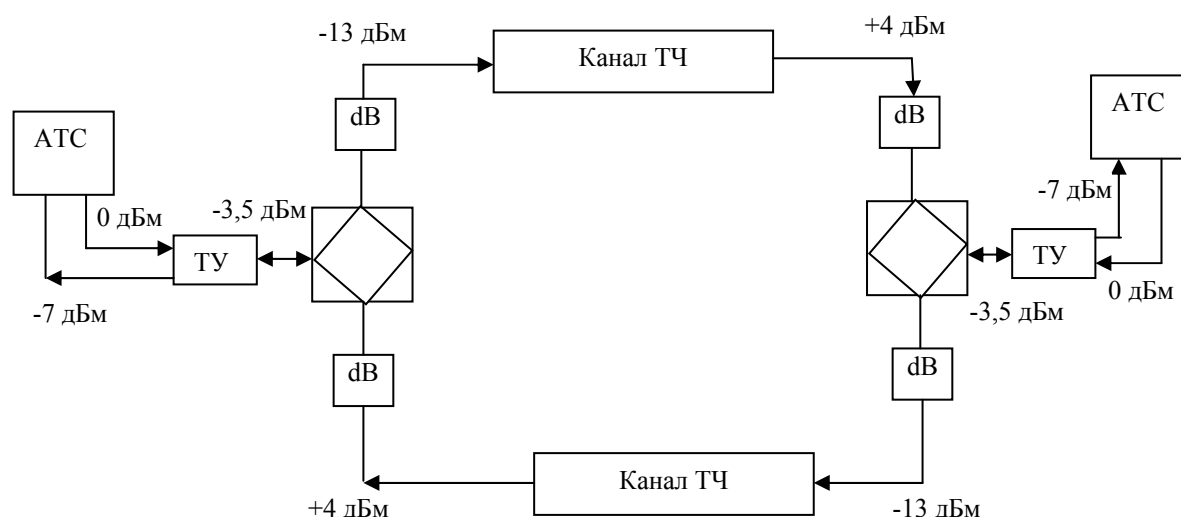 -13 дБм
+4 дБм
Канал ТЧ
АТС
dB
dB
АТС
0 дБм
-3,5 дБм
-7 дБм
ТУ
ТУ
-7 дБм
-3,5 дБм
0 дБм
dB
dB
Канал ТЧ
+4 дБм
-13 дБм